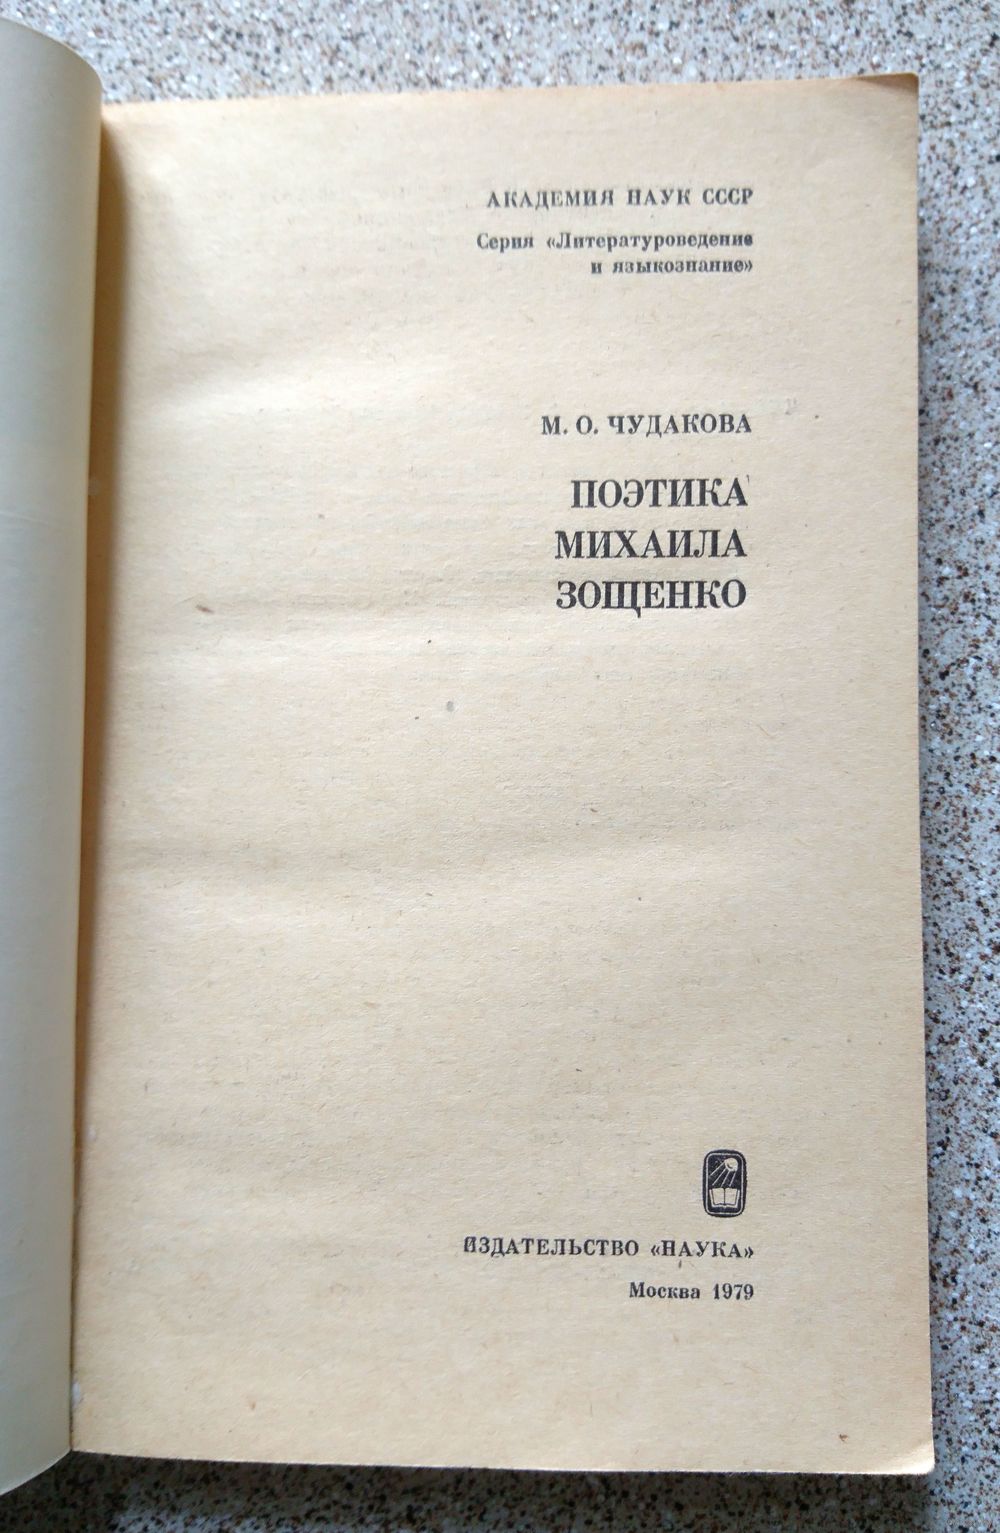 АКАДЕМИЯ НАУК СССР
Серия «Литературоведение
и языкознание»
М. О. ЧУДАКОВА
ПОЭТИКА
МИХАИЛА
ЗОЩЕНКО
ИЗДАТЕЛЬСТВО «НАУКА»
Москва 1979